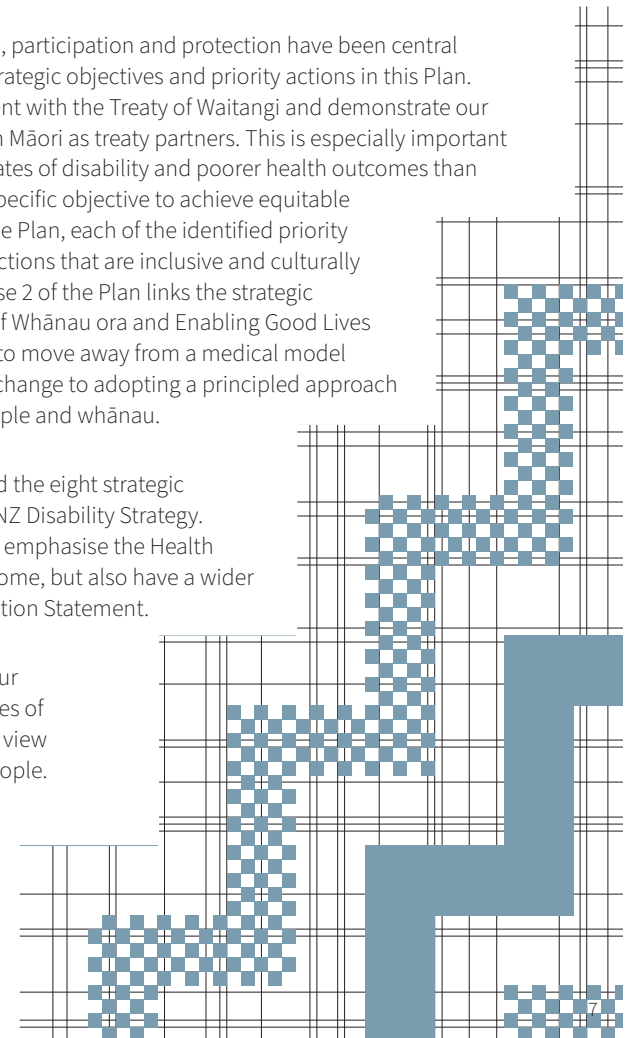 , participation and protection have been central
rategic objectives and priority actions in this Plan.
ent with the Treaty of Waitangi and demonstrate our
n Māori as treaty partners. This is especially important
ates of disability and poorer health outcomes than
pecific objective to achieve equitable
e Plan, each of the identified priority
ctions that are inclusive and culturally
se 2 of the Plan links the strategic
f Whānau ora and Enabling Good Lives
to move away from a medical model
change to adopting a principled approach
ple and whānau.
d the eight strategic
NZ Disability Strategy.
emphasise the Health
ome, but also have a wider
tion Statement.
ur
es of
view
ople.
7